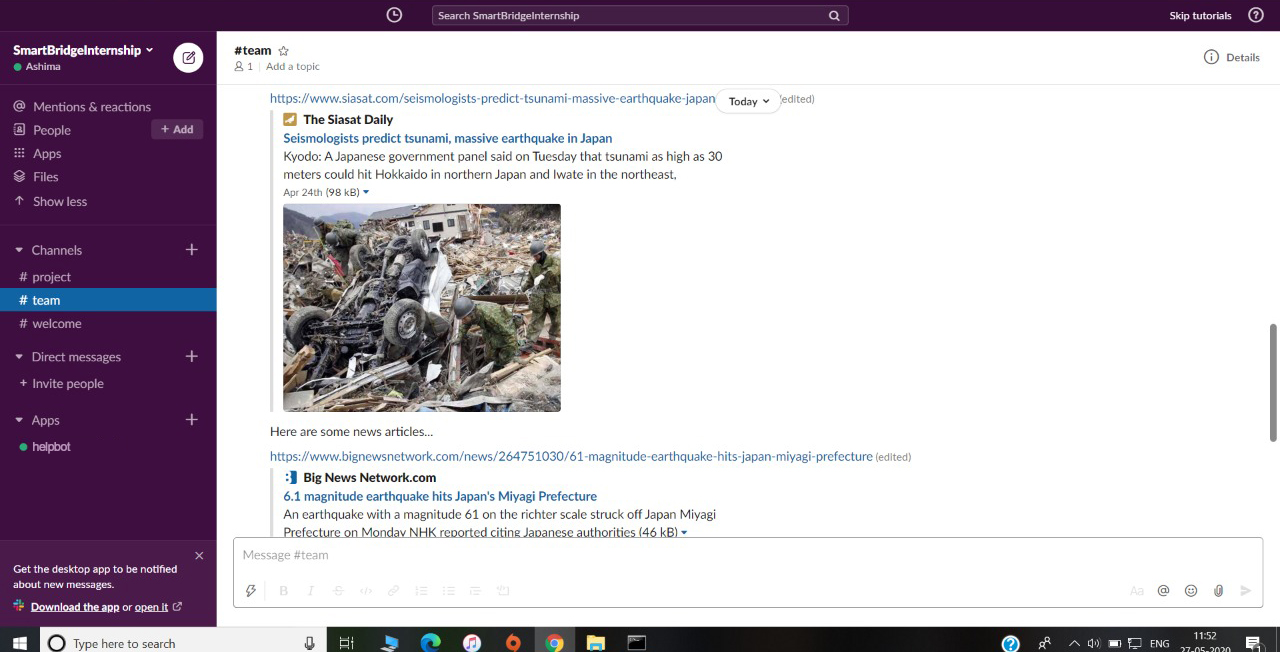 Search SmartBridgeInternship
Skip tutorials
SmartBridgeInternship
Ashima
Mentions & reactions
People
+ Add
Apps
Files
Show less
Channels
# project
# team
# welcome
Direct messages
+ Invite people
Apps
helpbot
Get the desktop app to be notified
about new messages.
Download the app or open it
#team
1 | Add a topic
Details
https://www.siasat.com/seismologists-predict-tsunami-massive-earthquake-japan
Today
(edited)
The Siasat Daily
Seismologists predict tsunami, massive earthquake in Japan
Kyodo: A Japanese government panel said on Tuesday that tsunami as high as 30
meters could hit Hokkaido in northern Japan and Iwate in the northeast,
Apr 24th (98 kB)
Here are some news articles...
https://www.bignewsnetwork.com/news/264751030/61-magnitude-earthquake-hits-japan-miyagi-prefecture (edited)
Big News Network.com
6.1 magnitude earthquake hits Japan's Miyagi Prefecture
An earthquake with a magnitude 61 on the richter scale struck off Japan Miyagi
Prefecture on Monday NHK reported citing Japanese authorities (46 kB)
Message #team
Aa
Type here to search
ENG
11:52
27-05-2020
1